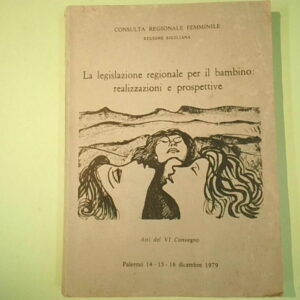 CONSULTA REGIONALE FEMMINILE
REGIONE SICILIANA
La legislazione regionale per il bambino:
realizzazioni e prospettive
Atti del VI Convegno
Palermo 14 - 15 - 16 dicembre 1979